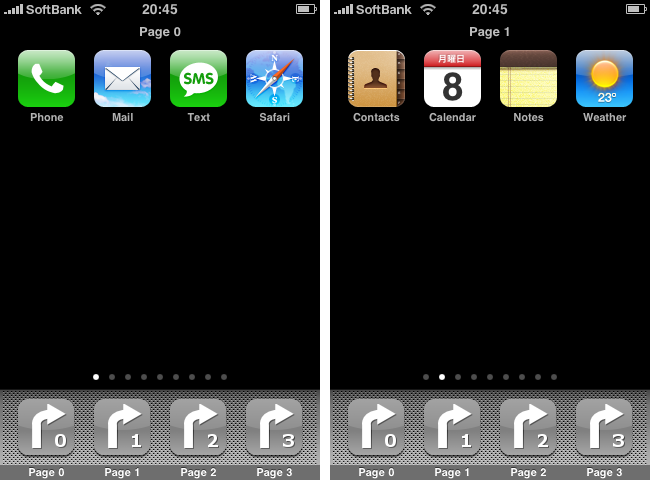 SoftBank 20:45
Page 0
SMS
Phone Mail Text Safari
0 1 2 3
Page 0 Page 1 Page 2 Page 3
SoftBank 20:45
Page 1
月曜日
8
23°
Contacts Calendar Notes Weather
0 1 2 3
Page 0 Page 1 Page 2 Page 3